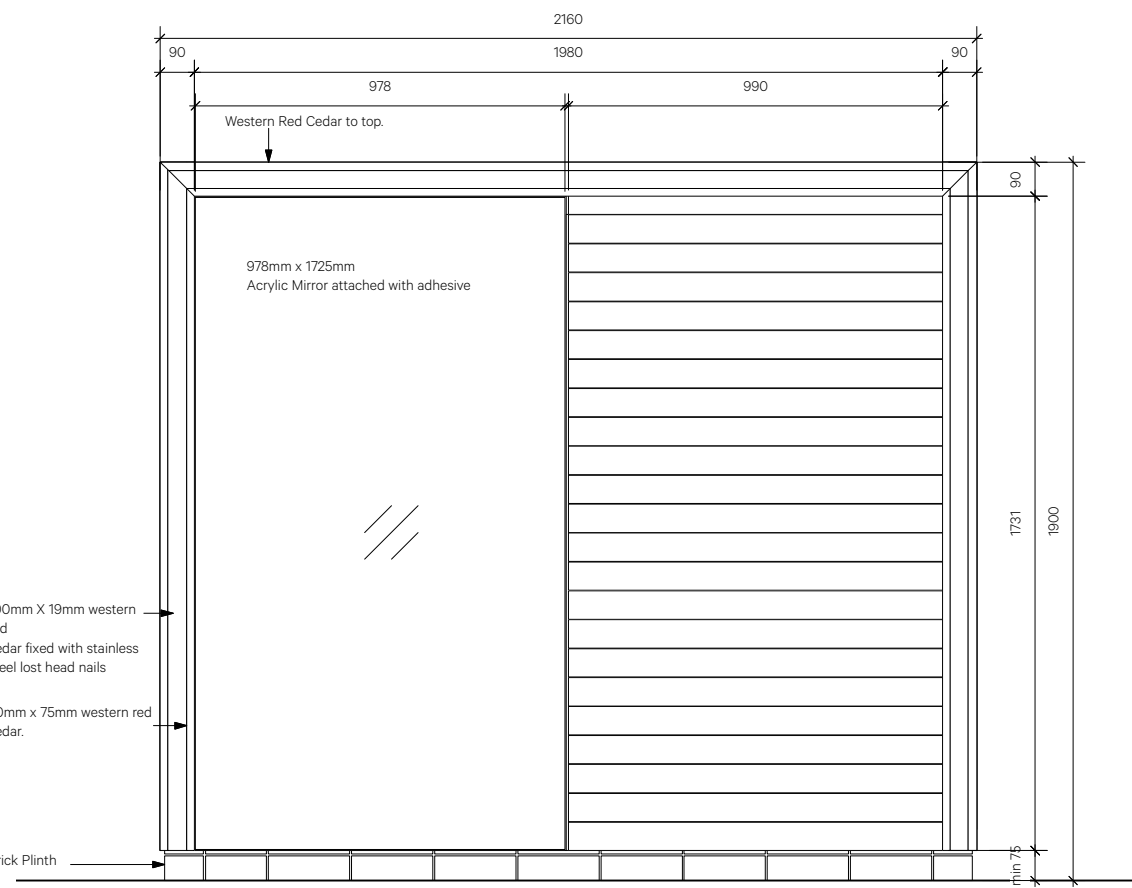 2160
90
1980
90
978
990
Western Red Cedar to top.
90
978mm x 1725mm
Acrylic Mirror attached with adhesive
1731
1900
0mm X 19mm western
d
edar fixed with stainless
eel lost head nails
0mm x 75mm western red
edar.
min 75
rick Plinth